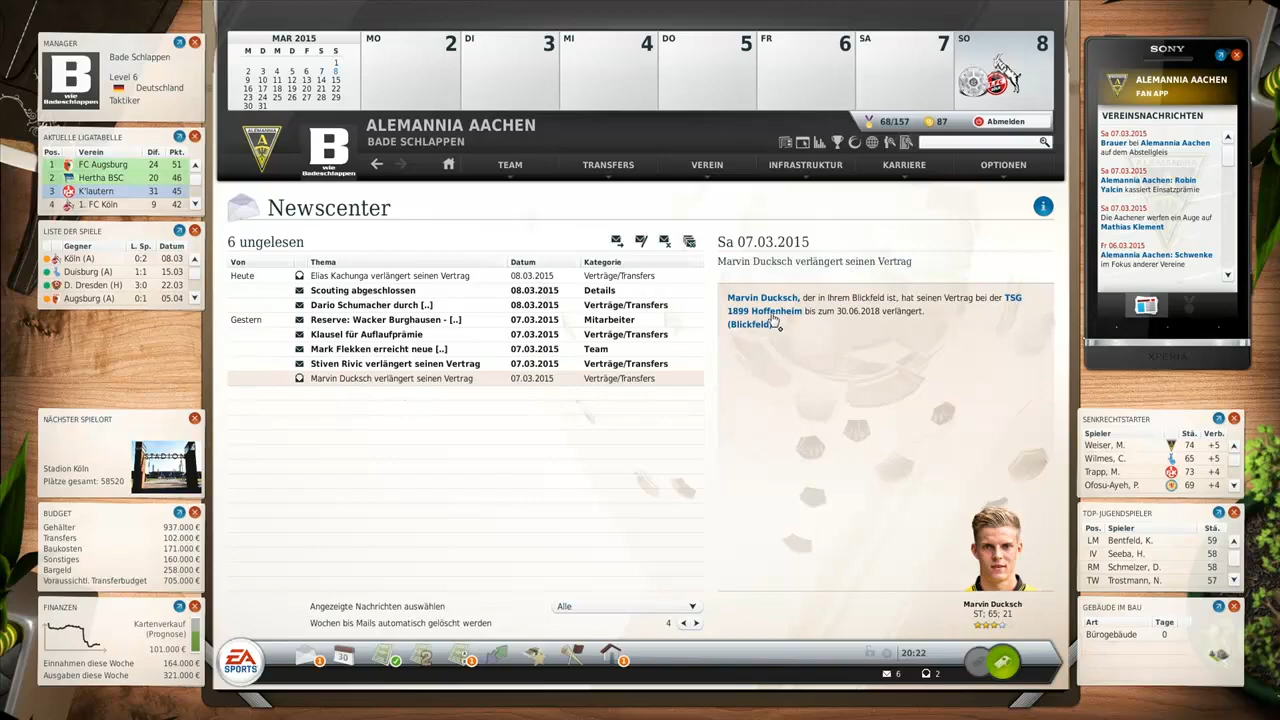 MANAGER
Bade Schlappen
Level 6
Deutschland
Taktiker
B
wie
Badeschlappen
AKTUELLE LIGATABELLE
Pos. Verein Dif. Pkt.
1 FC Augsburg 24 51
2 Hertha BSC 20 46
3 K'lautern 31 45
4 1. FC Köln 9 42
LISTE DER SPIELE
Gegner L. Sp. Datum
Köln (A) 0:2 08.03
Duisburg (A) 1:1 15.03
D. Dresden (H) 3:0 22.03
Augsburg (A) 0:1 05.04
NÄCHSTER SPIELORT
Stadion Köln
Plätze gesamt: 58520
STADION
BUDGET
Gehälter 937.000 €
Transfers 102.000 €
Baukosten 171.000 €
Sonstiges 160.000 €
Bargeld 258.000 €
Voraussichtl. Transferbudget 705.000 €
FINANZEN
Kartenverkauf
(Prognose)
101.000 €
Einnahmen diese Woche 164.000 €
Ausgaben diese Woche 321.000 €
MAR 2015
M D M D F S S
1
2 3 4 5 6 7 8
9 10 11 12 13 14 15
16 17 18 19 20 21 22
23 24 25 26 27 28 29
30 31
MO 2 DI 3 MI 4 DO 5 FR 6 SA 7 SO 8
ALEMANNIA
B
wie
Badeschlappen
ALEMANNIA AACHEN
BADE SCHLAPPEN
68/157 87 Abmelden
TEAM TRANSFERS VEREIN INFRASTRUKTUR KARRIERE OPTIONEN
Newscenter
6 ungelesen
Von Thema Datum Kategorie
Heute Elias Kachunga verlängert seinen Vertrag 08.03.2015 Verträge/Transfers
Scouting abgeschlossen 08.03.2015 Details
Dario Schumacher durch [..] 08.03.2015 Verträge/Transfers
Gestern Reserve: Wacker Burghausen - [..] 07.03.2015 Mitarbeiter
Klausel für Auflaufprämie 07.03.2015 Verträge/Transfers
Mark Flekken erreicht neue [..] 07.03.2015 Team
Stiven Rivic verlängert seinen Vertrag 07.03.2015 Verträge/Transfers
Marvin Ducksch verlängert seinen Vertrag 07.03.2015 Verträge/Transfers
Angezeigte Nachrichten auswählen Alle
Wochen bis Mails automatisch gelöscht werden 4
Sa 07.03.2015
Marvin Ducksch verlängert seinen Vertrag
Marvin Ducksch, der in Ihrem Blickfeld ist, hat seinen Vertrag bei der TSG
1899 Hoffenheim bis zum 30.06.2018 verlängert.
(Blickfeld)
Marvin Ducksch
ST; 65; 21
EA
SPORTS
1 30 2 1 1
20:22
6 2
SONY
ALEMANNIA AACHEN
FAN APP
VEREINSNACHRICHTEN
Sa 07.03.2015
Brauer bei Alemannia Aachen
auf dem Abstellgleis
Sa 07.03.2015
Alemannia Aachen: Robin
Yalcin kassiert Einsatzprämie
Sa 07.03.2015
Die Aachener werfen ein Auge auf
Mathias Klement
Fr 06.03.2015
Alemannia Aachen: Schwenke
im Fokus anderer Vereine
XPERIA
SENKRECHTSTARTER
Spieler Stä. Verb.
Weiser, M. 74 +5
Wilmes, C. 65 +5
Trapp, M. 73 +4
Ofosu-Ayeh, P. 69 +4
TOP-JUGENDSPIELER
Pos. Spieler Stä.
LM Bentfeld, K. 59
IV Seeba, H. 58
RM Schmelzer, D. 58
TW Trostmann, N. 57
GEBÄUDE IM BAU
Art Tage
Bürogebäude 0